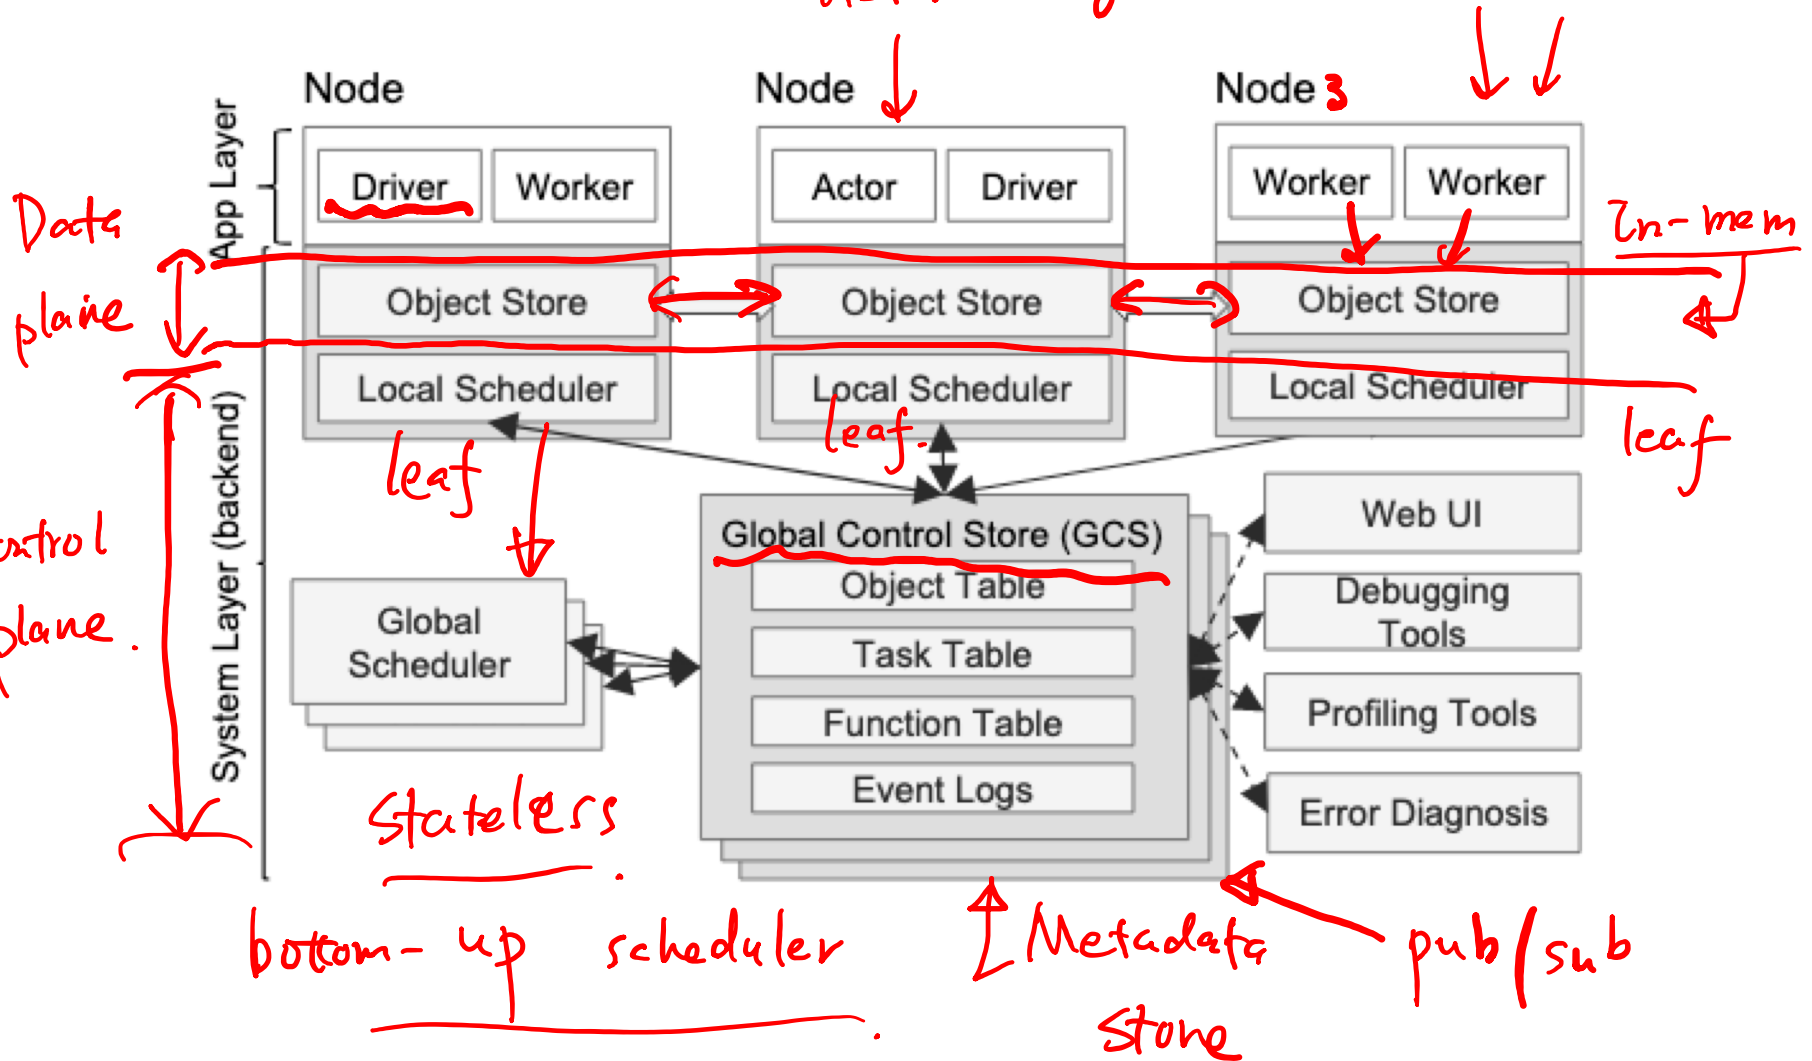 Node
Node
Node 3
App Layer
Driver
Worker
Actor
Driver
Worker
Worker
Data
plane
In-mem
Object Store
Object Store
Object Store
Local Scheduler
Local Scheduler
Local Scheduler
leaf
leaf.
leaf
System Layer (backend)
plane.
Global Control Store (GCS)
Object Table
Task Table
Function Table
Event Logs
Global
Scheduler
Web UI
Debugging
Tools
Profiling Tools
Error Diagnosis
stateless.
bottom-up scheduler.
Metadata
store
pub/sub